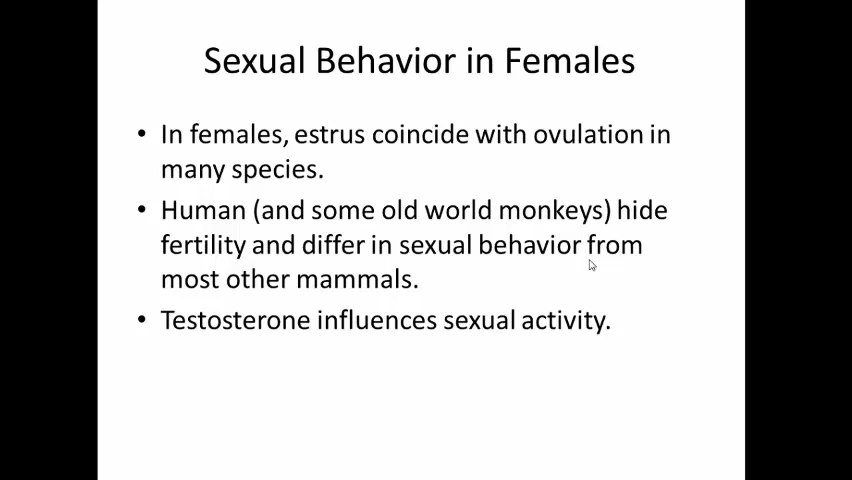 Sexual Behavior in Females
• In females, estrus coincide with ovulation in
many species.
• Human (and some old world monkeys) hide
fertility and differ in sexual behavior from
most other mammals.
• Testosterone influences sexual activity.